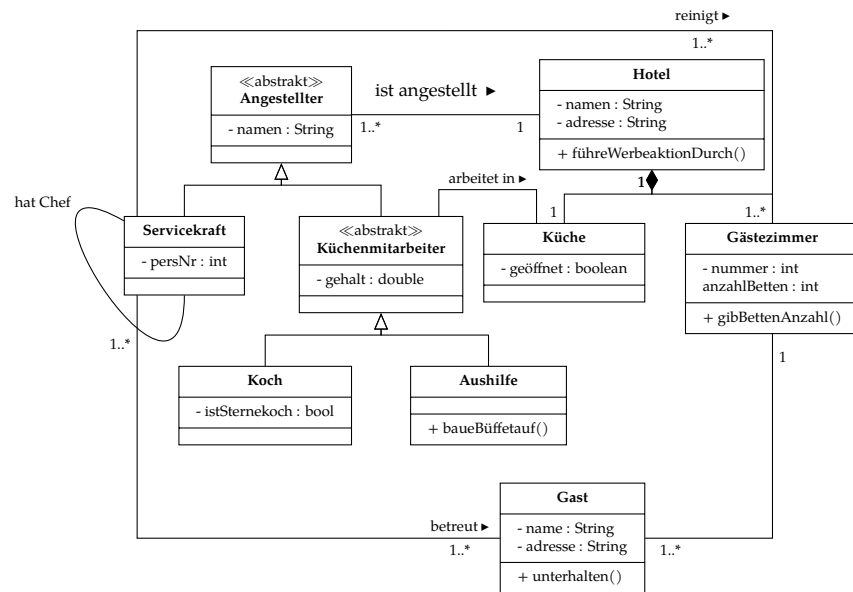 reinigt ▸
1..*
≪abstrakt≫
Angestellter
- namen : String
ist angestellt ▸
1..*
1
Hotel
- namen : String
- adresse : String
+ führeWerbeaktionDurch()
1
arbeitet in ▸
1
1..*
hat Chef
Servicekraft
- persNr : int
≪abstrakt≫
Küchenmitarbeiter
- gehalt : double
Küche
- geöffnet : boolean
Gästezimmer
- nummer : int
anzahlBetten : int
+ gibBettenAnzahl()
1..*
1
Koch
- istSternekoch : bool
Aushilfe
+ baueBüffetauf()
betreut ▸
1..*
Gast
- name : String
- adresse : String
+ unterhalten()
1..*